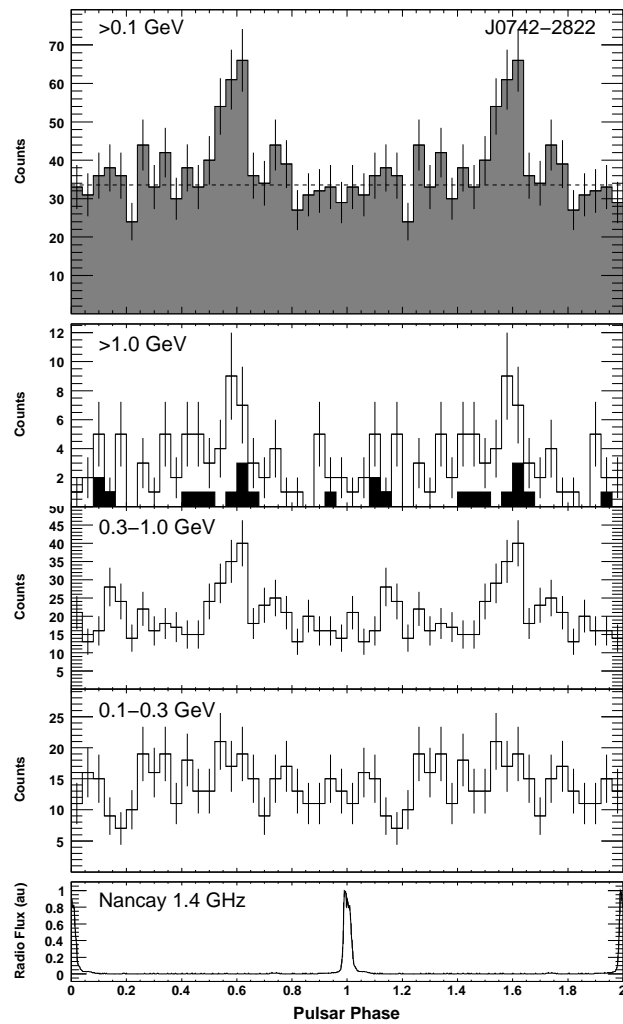 >0.1 GeV J0742−2822
70
60
50
40
30
20
10
Counts
>1.0 GeV
12
10
8
6
4
2
Counts
0.3−1.0 GeV
50
45
40
35
30
25
20
15
10
5
Counts
0.1−0.3 GeV
25
20
15
10
5
Counts
Nancay 1.4 GHz
1
0.8
0.6
0.4
0.2
0
Radio Flux (au)
0 0.2 0.4 0.6 0.8 1 1.2 1.4 1.6 1.8 2
Pulsar Phase